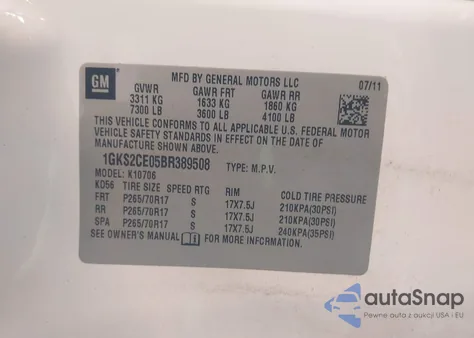 GM
MFD BY GENERAL MOTORS LLC 07/11
GVWR GAWR FRT GAWR RR
3311 KG 1633 KG 1860 KG
7300 LB 3600 LB 4100 LB
THIS VEHICLE CONFORMS TO ALL APPLICABLE U.S. FEDERAL MOTOR
VEHICLE SAFETY STANDARDS IN EFFECT ON THE DATE OF
MANUFACTURE SHOWN ABOVE.
1GKS2CE05BR389508 TYPE: M.P.V.
MODEL: K10706
KD56 TIRE SIZE SPEED RTG RIM COLD TIRE PRESSURE
FRT P265/70R17 S 17X7.5J 210KPA(30PSI)
RR P265/70R17 S 17X7.5J 210KPA(30PSI)
SPA P265/70R17 S 17X7.5J 240KPA(35PSI)
SEE OWNER'S MANUAL FOR MORE INFORMATION.
autoSnap
Pewne auta z aukcji USA i EU